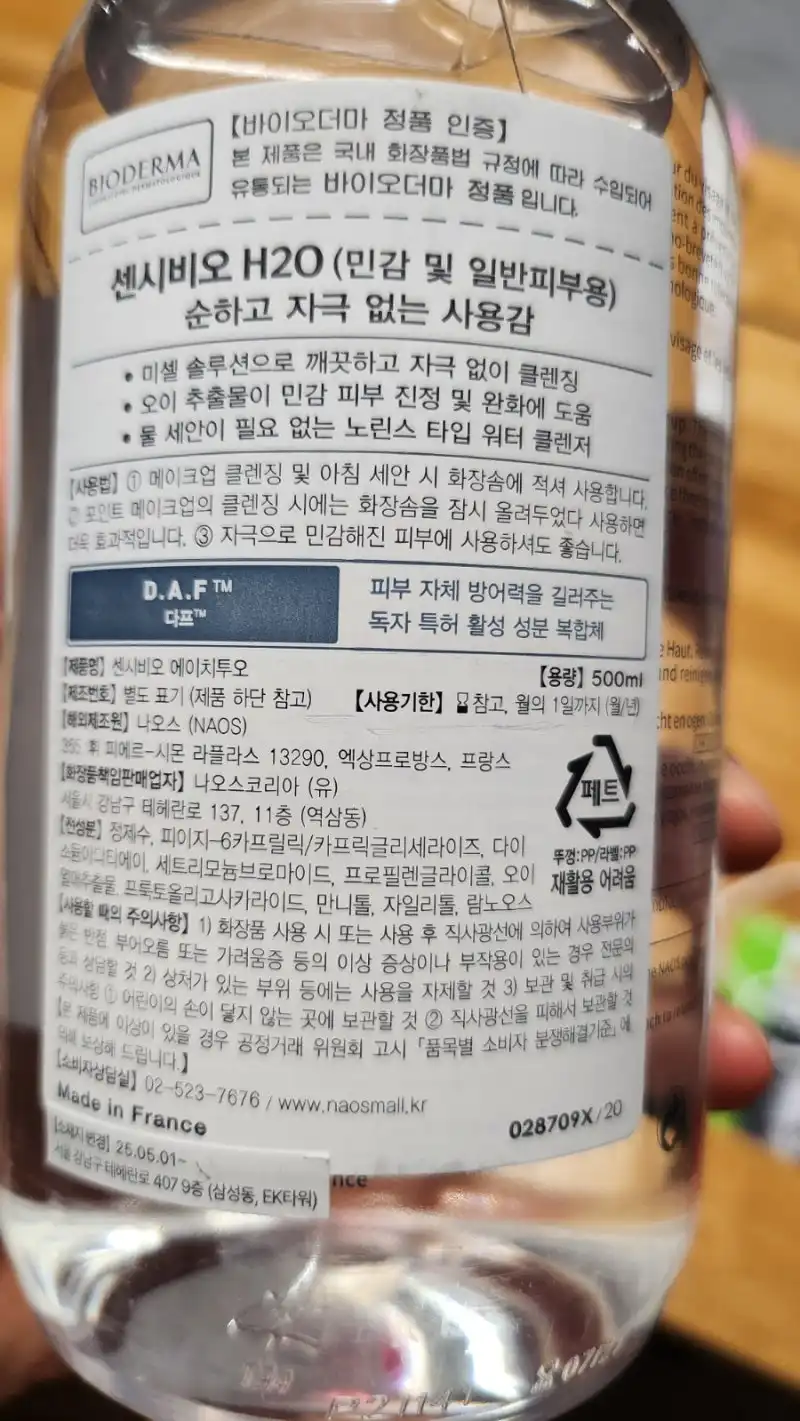 BIODERMA
【바이오더마 정품 인증】
본 제품은 국내 화장품법 규정에 따라 수입되어
유통되는 바이오더마 정품 입니다.
센시비오 H2O (민감 및 일반피부용)
순하고 자극 없는 사용감
• 미셀 솔루션으로 깨끗하고 자극 없이 클렌징
• 오이 추출물이 민감 피부 진정 및 완화에 도움
• 물 세안이 필요 없는 노린스 타입 워터 클렌저
【사용법】 ① 메이크업 클렌징 및 아침 세안 시 화장솜에 적셔 사용합니다.
② 포인트 메이크업의 클렌징 시에는 화장솜을 잠시 올려두었다 사용하면
더욱 효과적입니다. ③ 자극으로 민감해진 피부에 사용하셔도 좋습니다.
D.A.F™
다프™
피부 자체 방어력을 길러주는
독자 특허 활성 성분 복합체
【제품명】 센시비오 에이치투오
【용량】 500ml
【제조번호】 별도 표기 (제품 하단 참고)
【사용기한】 참고, 월의 1일까지 (월/년)
【해외제조원】 나오스 (NAOS)
피에르-시몬 라플라스 13290, 엑상프로방스, 프랑스
【화장품책임판매업자】 나오스코리아 (유)
서울시 강남구 테헤란로 137, 11층 (역삼동)
【전성분】 정제수, 피이지-6카프릴릭/카프릭글리세라이즈, 다이
소듐이디티에이, 세트리모늄브로마이드, 프로필렌글라이콜, 오이
열매추출물, 프룩토올리고사카라이드, 만니톨, 자일리톨, 람노오스
페트
뚜껑:PP/라벨:PP
재활용 어려움
【사용할 때의 주의사항】 1) 화장품 사용 시 또는 사용 후 직사광선에 의하여 사용부위가
붉은 반점, 부어오름 또는 가려움증 등의 이상 증상이나 부작용이 있는 경우 전문의
등과 상담할 것 2) 상처가 있는 부위 등에는 사용을 자제할 것 3) 보관 및 취급 시의
주의사항 ① 어린이의 손이 닿지 않는 곳에 보관할 것 ② 직사광선을 피해서 보관할 것
【본 제품에 이상이 있을 경우 공정거래 위원회 고시 「품목별 소비자 분쟁해결기준」에
의해 보상해 드립니다.】
【소비자상담실】 02-523-7676 / www.naosmall.kr
Made in France
028709X/20
【소재지 변경】 25.05.01~
서울 강남구 테헤란로 407 9층 (삼성동, EK타워)